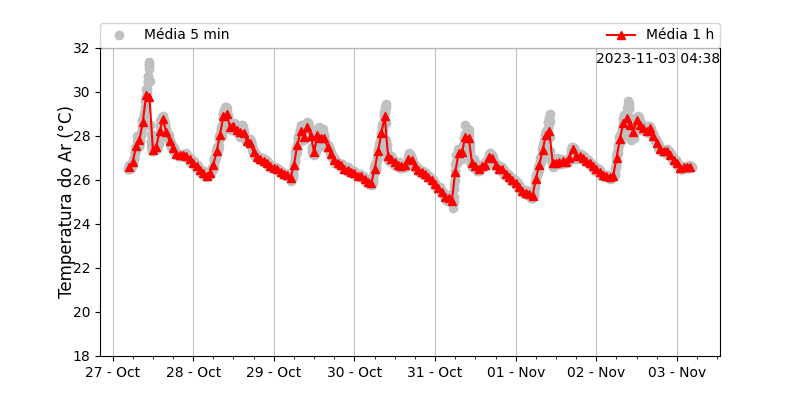 Média 5 min
Média 1 h
2023-11-03 04:38
Temperatura do Ar (°C)
32
30
28
26
24
22
20
18
27 - Oct
28 - Oct
29 - Oct
30 - Oct
31 - Oct
01 - Nov
02 - Nov
03 - Nov